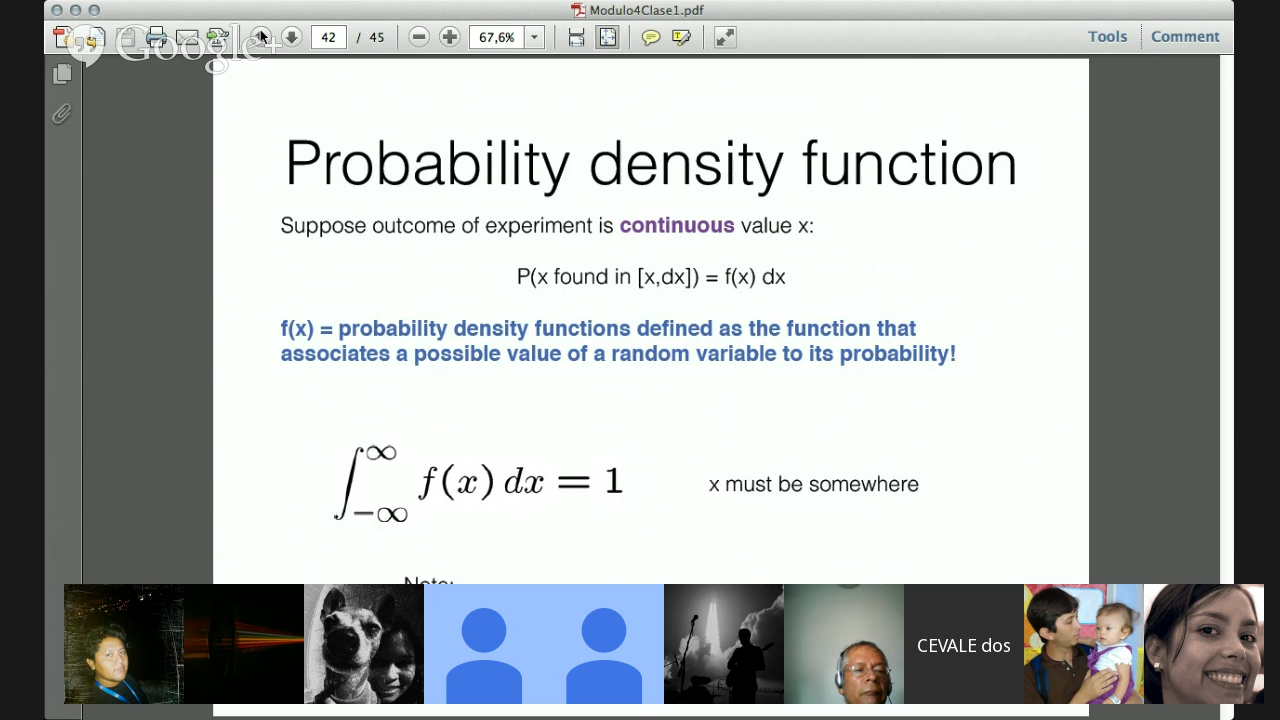 Modulo4Clase1.pdf
Google+
42 / 45
67,6%
Tools
Comment
Probability density function
Suppose outcome of experiment is continuous value x:
P(x found in [x,dx]) = f(x) dx
f(x) = probability density functions defined as the function that
associates a possible value of a random variable to its probability!
∫_{-∞}^{∞} f(x) dx = 1
x must be somewhere
Note:
CEVALE dos